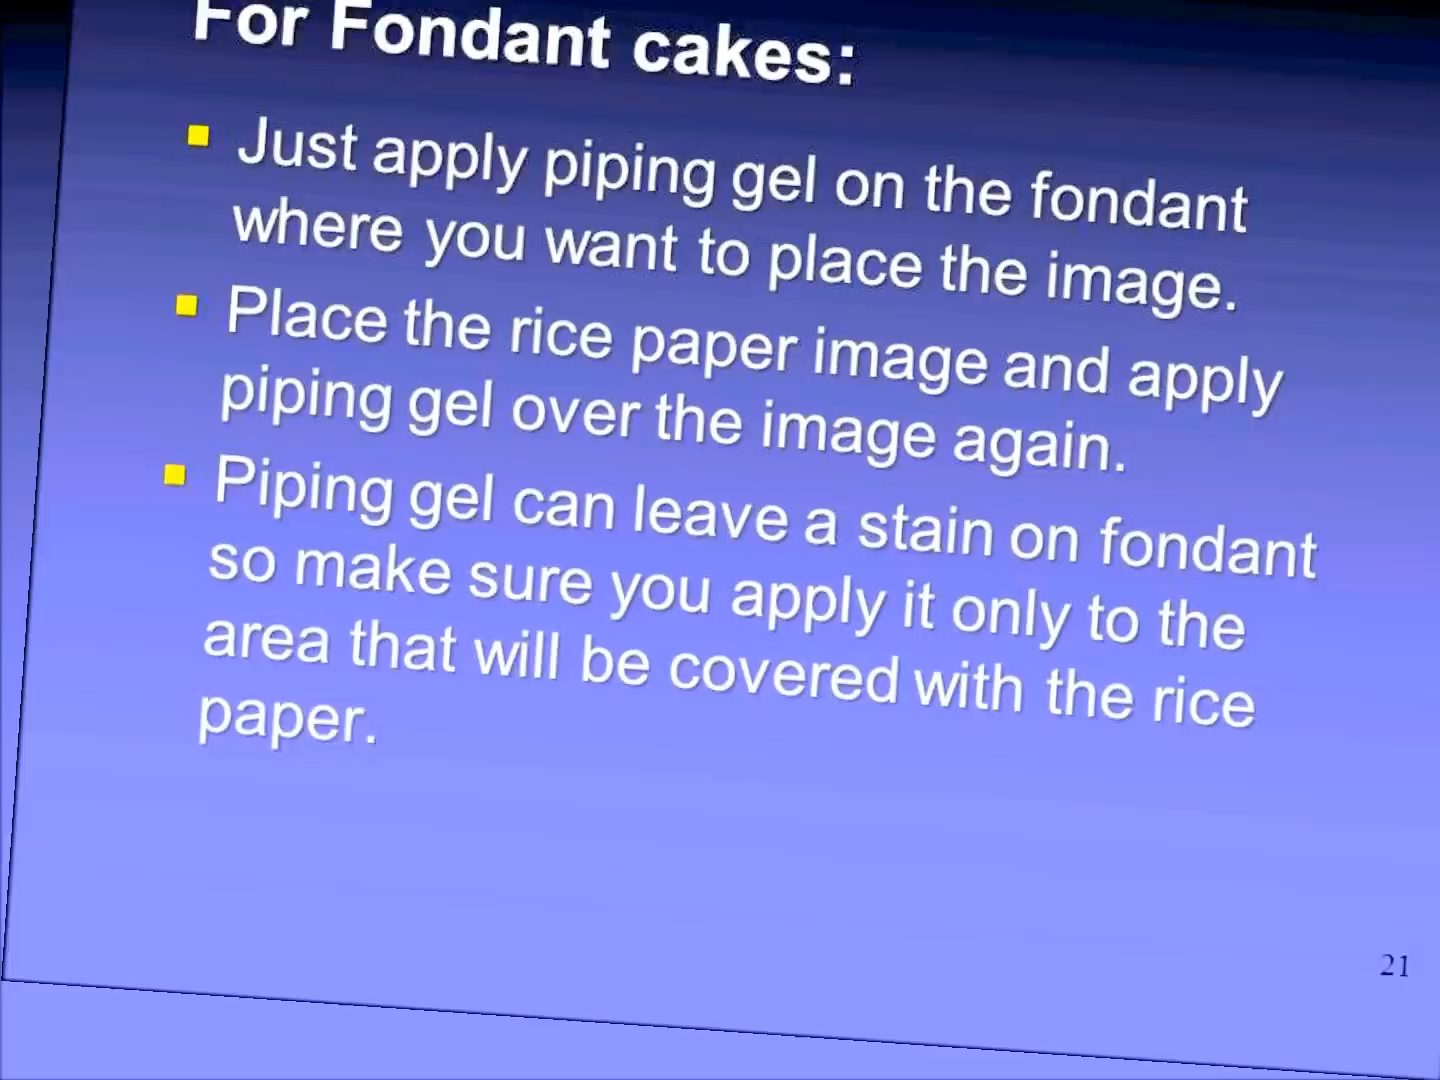 For Fondant cakes:
Just apply piping gel on the fondant
where you want to place the image.
Place the rice paper image and apply
piping gel over the image again.
Piping gel can leave a stain on fondant
so make sure you apply it only to the
area that will be covered with the rice
paper.
21